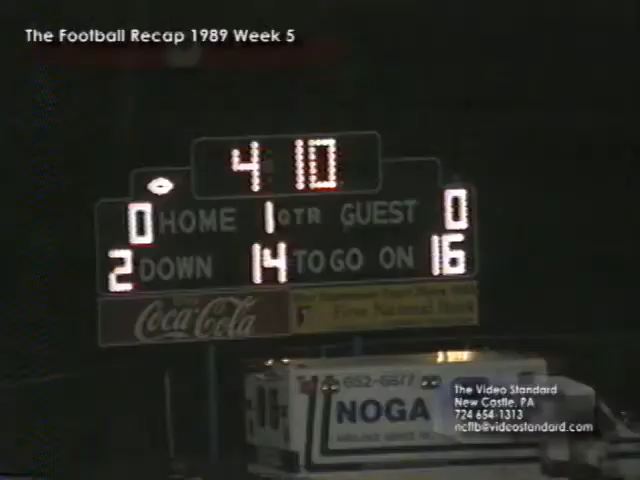 The Football Recap 1989 Week 5
4 10
0 HOME 1 QTR GUEST 0
2 DOWN 14 TO GO ON 16
Coca-Cola
First National Bank
652-6677
NOGA
The Video Standard
New Castle, PA
724 654-1313
ncflb@videostandard.com